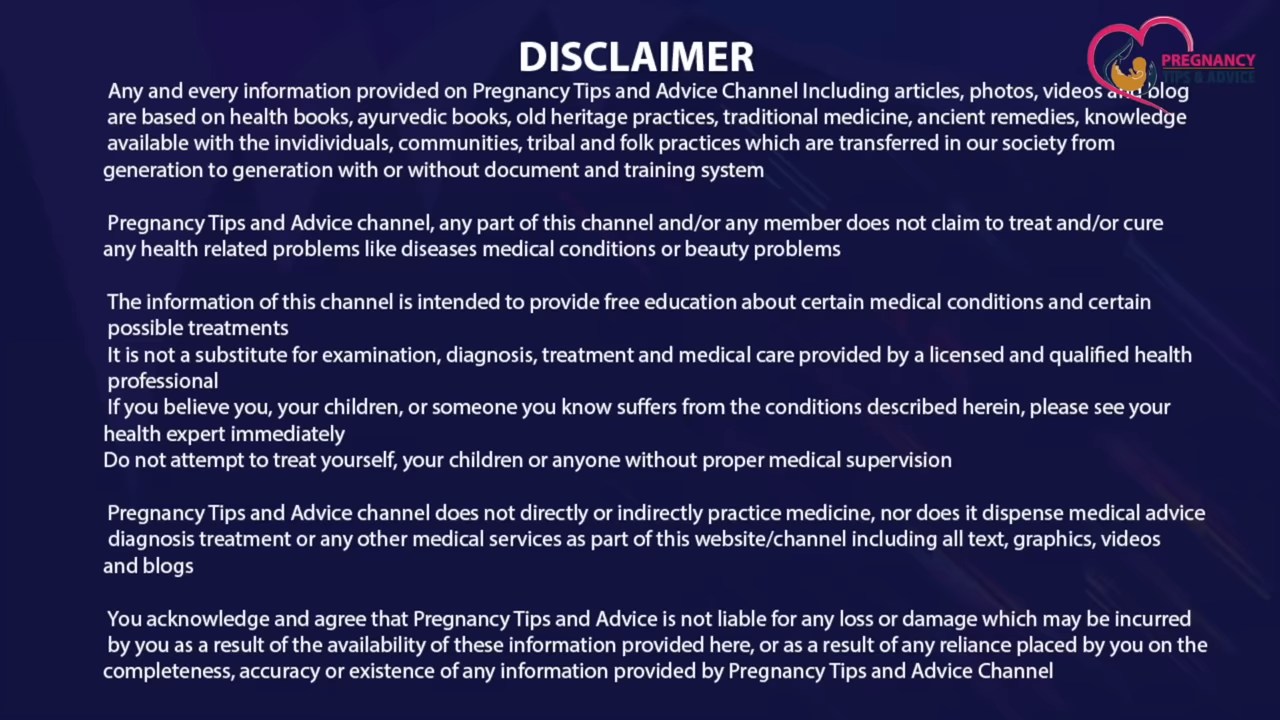 DISCLAIMER
PREGNANCY
TIPS & ADVICE
Any and every information provided on Pregnancy Tips and Advice Channel Including articles, photos, videos and blog
are based on health books, ayurvedic books, old heritage practices, traditional medicine, ancient remedies, knowledge
available with the invidividuals, communities, tribal and folk practices which are transferred in our society from
generation to generation with or without document and training system
Pregnancy Tips and Advice channel, any part of this channel and/or any member does not claim to treat and/or cure
any health related problems like diseases medical conditions or beauty problems
The information of this channel is intended to provide free education about certain medical conditions and certain
possible treatments
It is not a substitute for examination, diagnosis, treatment and medical care provided by a licensed and qualified health
professional
If you believe you, your children, or someone you know suffers from the conditions described herein, please see your
health expert immediately
Do not attempt to treat yourself, your children or anyone without proper medical supervision
Pregnancy Tips and Advice channel does not directly or indirectly practice medicine, nor does it dispense medical advice
diagnosis treatment or any other medical services as part of this website/channel including all text, graphics, videos
and blogs
You acknowledge and agree that Pregnancy Tips and Advice is not liable for any loss or damage which may be incurred
by you as a result of the availability of these information provided here, or as a result of any reliance placed by you on the
completeness, accuracy or existence of any information provided by Pregnancy Tips and Advice Channel